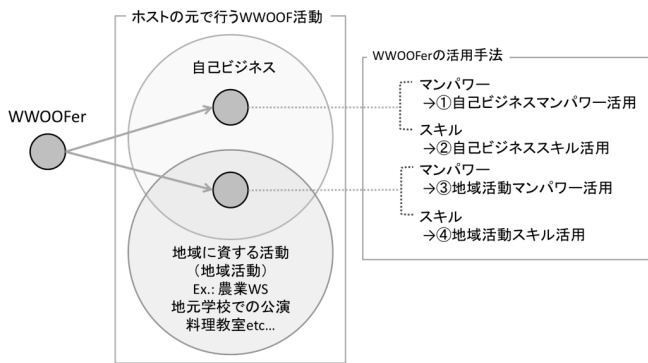 ホストの元で行うWWOOF活動
自己ビジネス
WWOOFer
地域に資する活動
（地域活動）
Ex.: 農業WS
地元学校での公演
料理教室etc...
WWOOFerの活用手法
マンパワー
→①自己ビジネスマンパワー活用
スキル
→②自己ビジネススキル活用
マンパワー
→③地域活動マンパワー活用
スキル
→④地域活動スキル活用